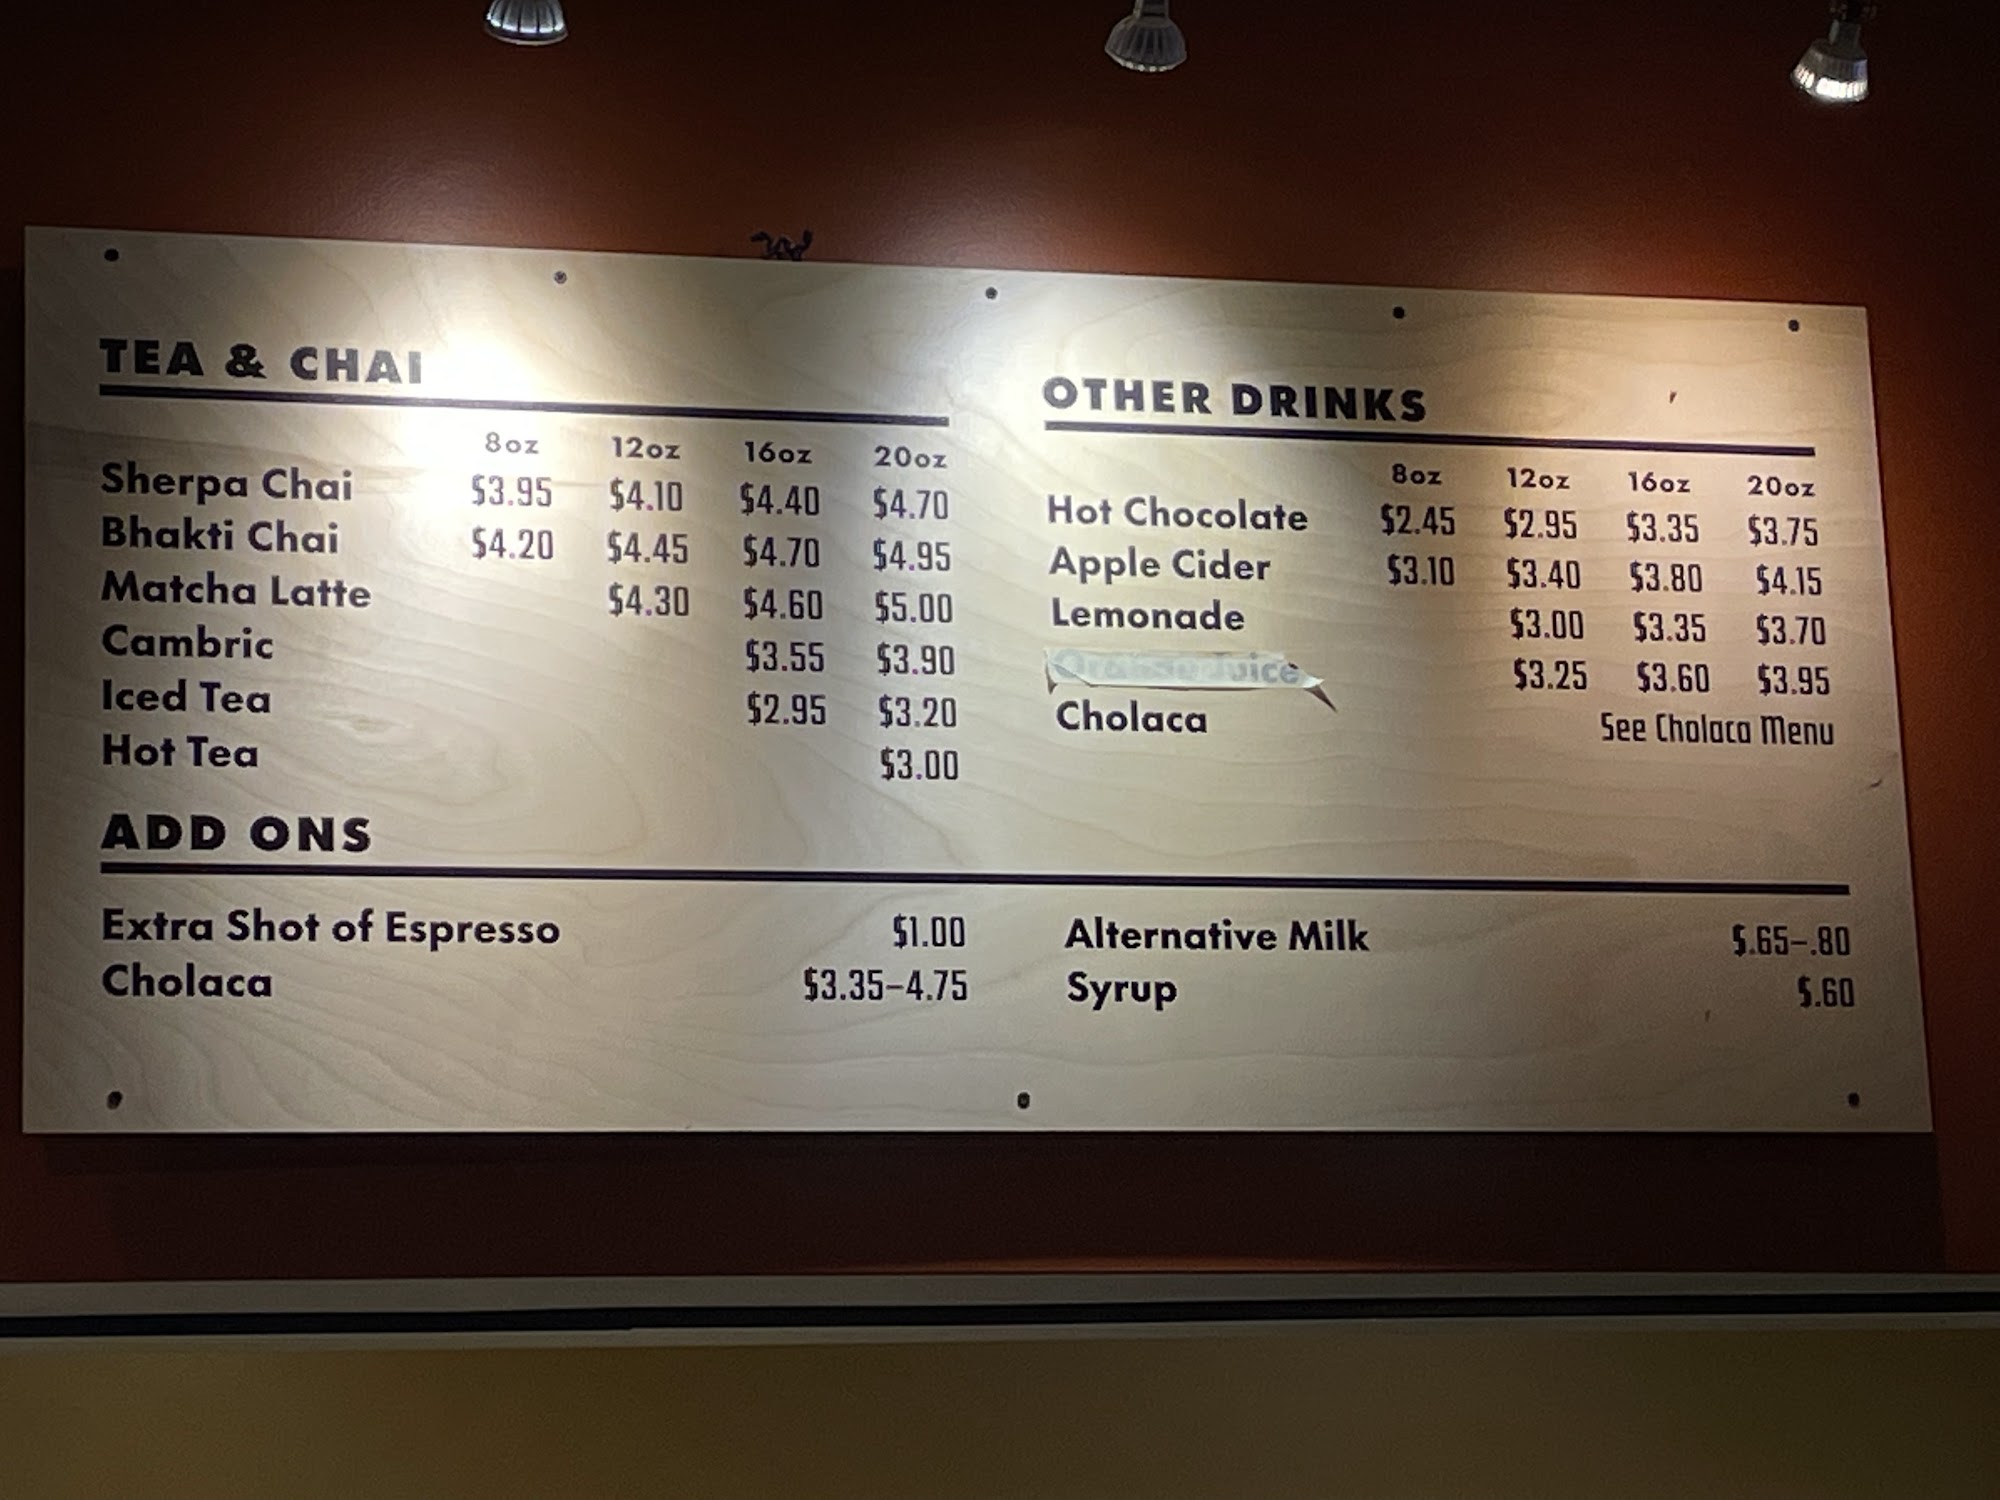 TEA & CHAI
8oz 12oz 16oz 20oz
Sherpa Chai $3.95 $4.10 $4.40 $4.70
Bhakti Chai $4.20 $4.45 $4.70 $4.95
Matcha Latte $4.30 $4.60 $5.00
Cambric $3.55 $3.90
Iced Tea $2.95 $3.20
Hot Tea $3.00
OTHER DRINKS
8oz 12oz 16oz 20oz
Hot Chocolate $2.45 $2.95 $3.35 $3.75
Apple Cider $3.10 $3.40 $3.80 $4.15
Lemonade $3.00 $3.35 $3.70
Orange Juice $3.25 $3.60 $3.95
Cholaca See Cholaca Menu
ADD ONS
Extra Shot of Espresso $1.00
Cholaca $3.35-4.75
Alternative Milk $.65-.80
Syrup $.60